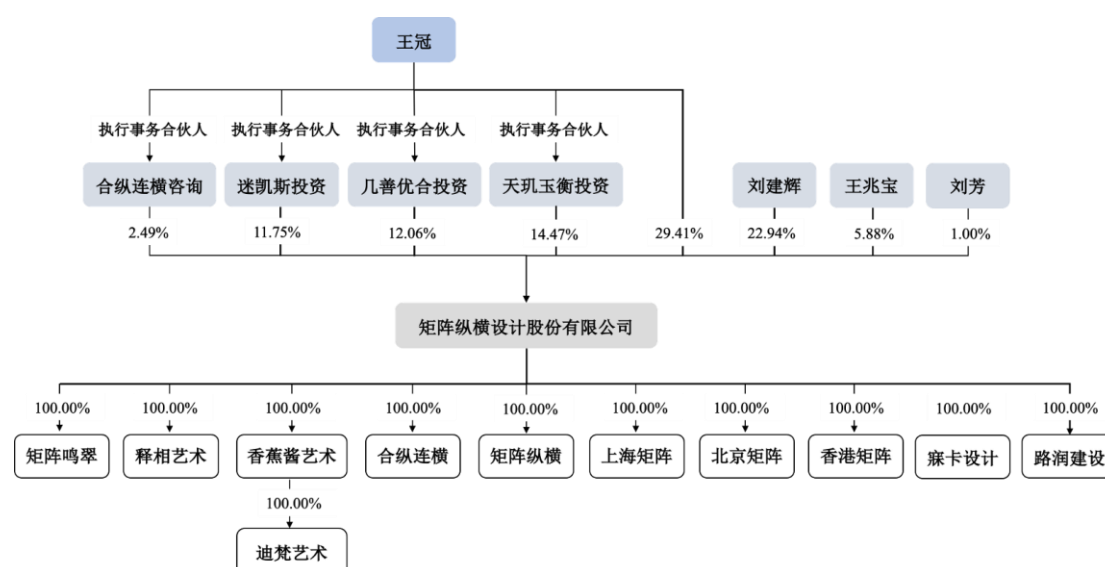 王冠
执行事务合伙人 执行事务合伙人 执行事务合伙人 执行事务合伙人
合纵连横咨询 迷凯斯投资 几善优合投资 天玑玉衡投资 刘建辉 王兆宝 刘芳
2.49% 11.75% 12.06% 14.47% 29.41% 22.94% 5.88% 1.00%
矩阵纵横设计股份有限公司
100.00% 100.00% 100.00% 100.00% 100.00% 100.00% 100.00% 100.00% 100.00% 100.00%
矩阵鸣翠 释相艺术 香蕉酱艺术 合纵连横 矩阵纵横 上海矩阵 北京矩阵 香港矩阵 寐卡设计 路润建设
100.00%
迪梵艺术